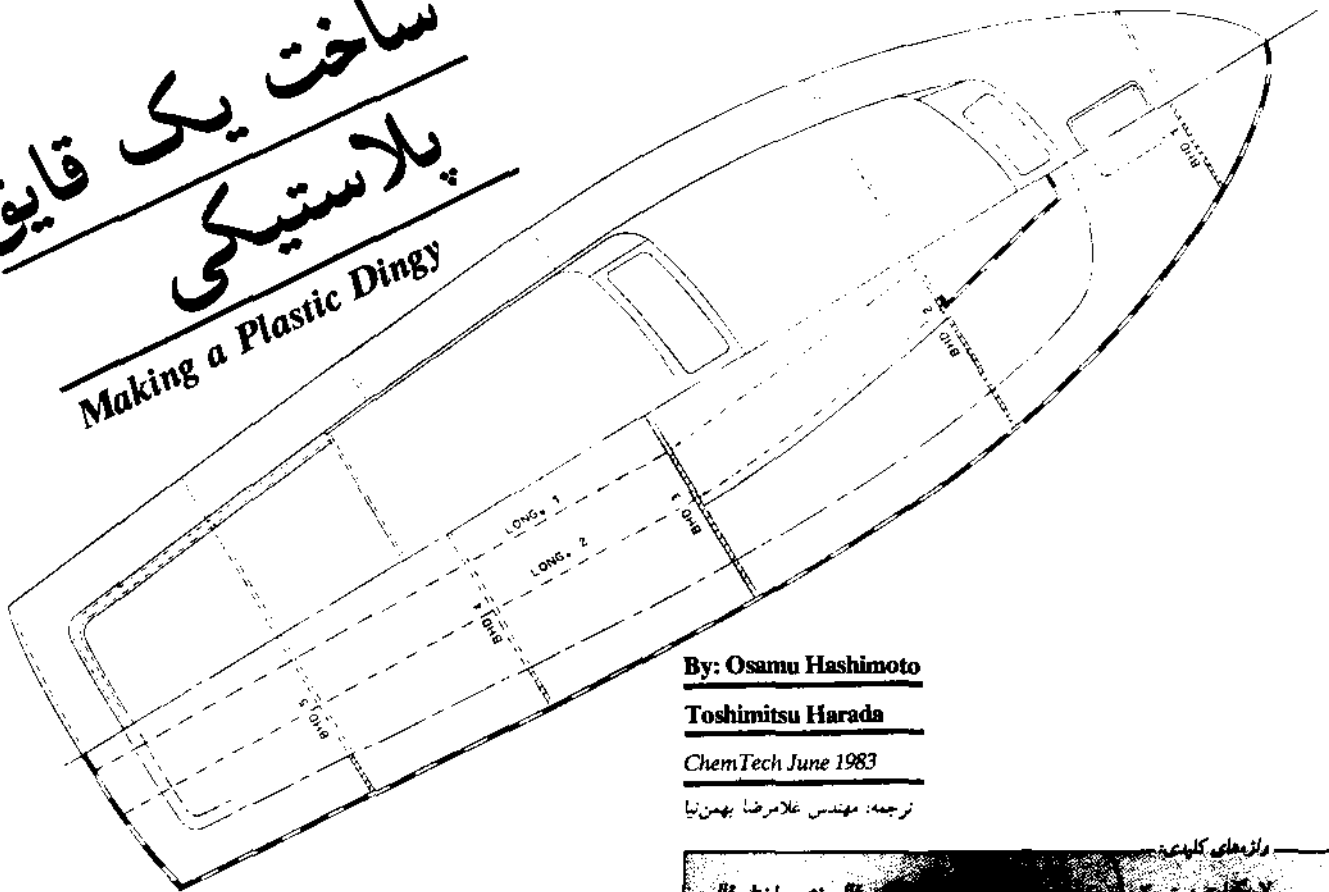 ساخت یک قایق
پلاستیکی
Making a Plastic Dingy
BHD 1
BHD 2
BHD 3
LONG. 1
LONG. 2
BHD 4
BHD 5
By: Osamu Hashimoto
Toshimitsu Harada
ChemTech June 1983
ترجمه: مهندس غلامرضا بهمن‌نیا
واژه‌های کلیدی: